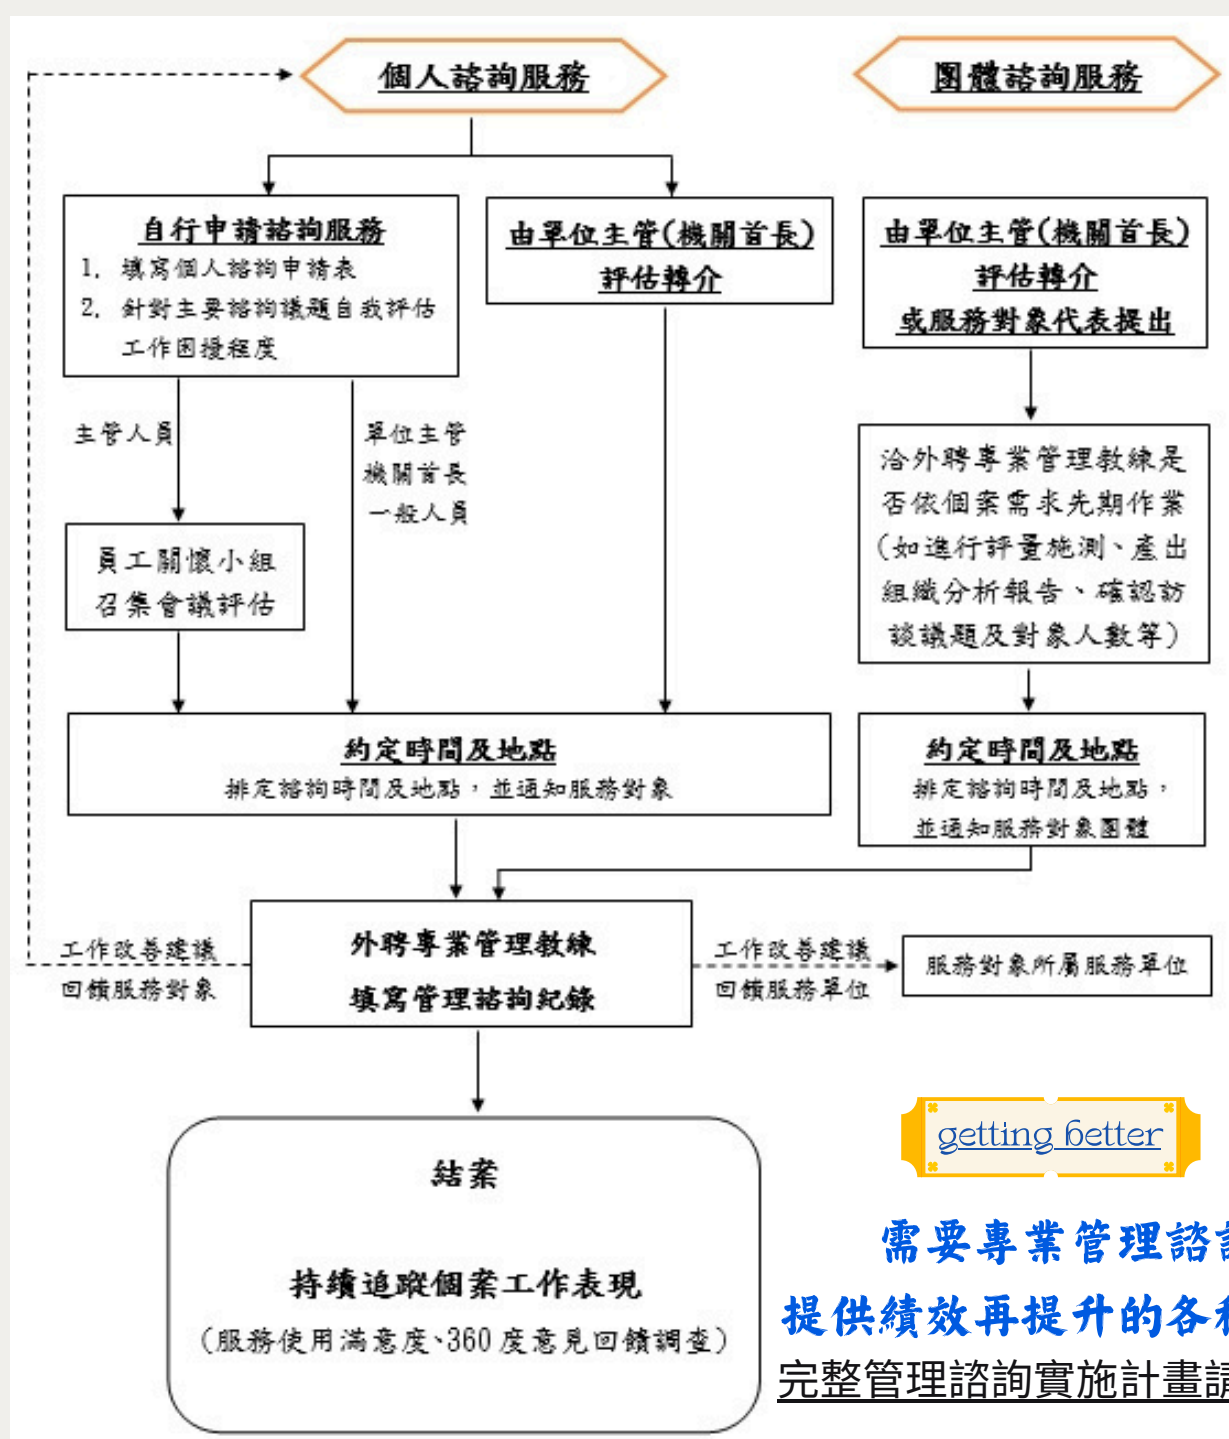 個人諮詢服務
團體諮詢服務
自行申請諮詢服務
1. 填寫個人諮詢申請表
2. 針對主要諮詢議題自我評估
工作困擾程度
由單位主管(機關首長)
評估轉介
由單位主管(機關首長)
評估轉介
或服務對象代表提出
主管人員
單位主管
機關首長
一般人員
洽外聘專業管理教練是
否依個案需求先期作業
(如進行評量施測、產出
組織分析報告、確認訪
談議題及對象人數等)
員工關懷小組
召集會議評估
約定時間及地點
排定諮詢時間及地點，並通知服務對象
約定時間及地點
排定諮詢時間及地點，
並通知服務對象團體
工作改善建議
回饋服務對象
外聘專業管理教練
填寫管理諮詢紀錄
工作改善建議
回饋服務單位
服務對象所屬服務單位
結案
持續追蹤個案工作表現
(服務使用滿意度、360度意見回饋調查)
getting better
需要專業管理諮
提供績效再提升的各
完整管理諮詢實施計畫請